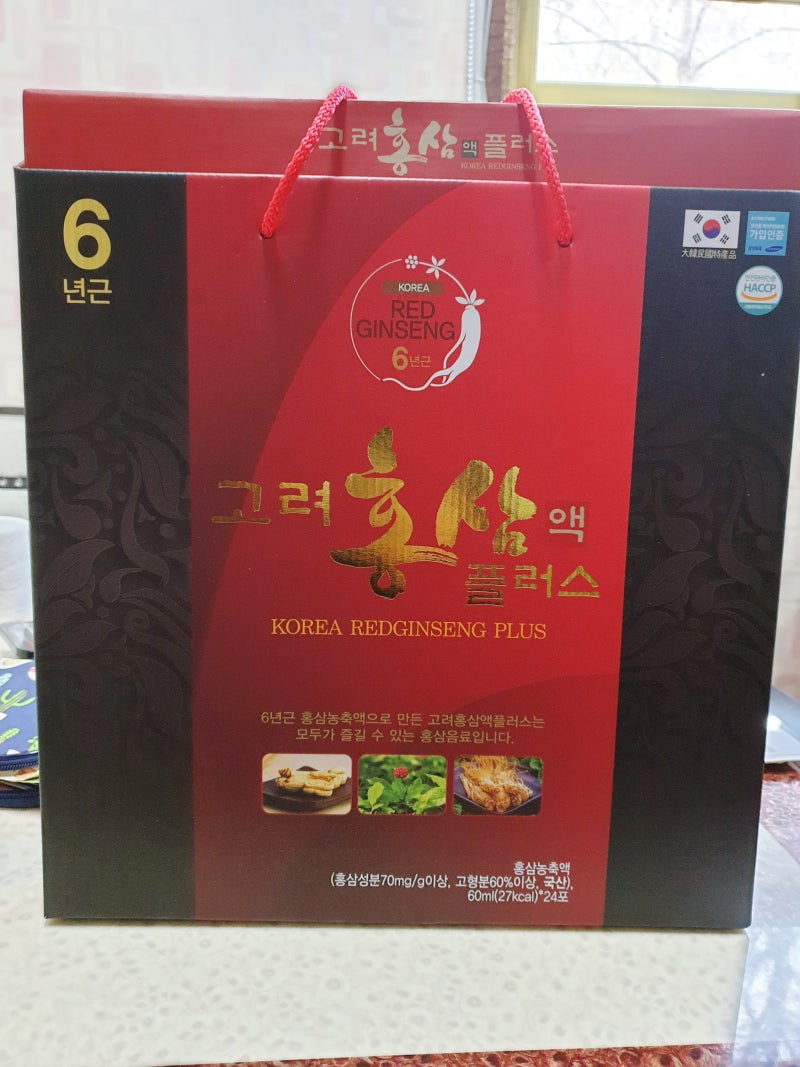 고려홍삼액플러스
KOREA REDGINSENG
6
년근
大韓民國特産品
가입인증
HACCP
KOREA
RED
GINSENG
6년근
고려홍삼액
플러스
KOREA REDGINSENG PLUS
6년근 홍삼농축액으로 만든 고려홍삼액플러스는
모두가 즐길 수 있는 홍삼음료입니다.
홍삼농축액
(홍삼성분70mg/g이상, 고형분60%이상, 국산),
60ml(27kcal)*24포